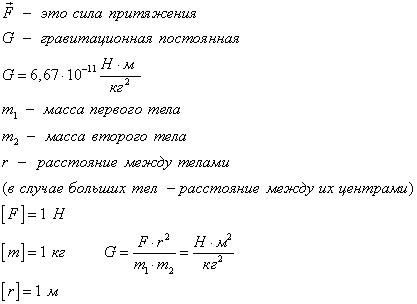 F⃗ – это сила притяжения
G – гравитационная постоянная
G = 6,67·10⁻¹¹ Н·м/кг²
m₁ – масса первого тела
m₂ – масса второго тела
r – расстояние между телами
(в случае больших тел – расстояние между их центрами)
[F]=1 Н
[m]=1 кг G = F·r²/m₁·m₂ = Н·м²/кг²
[r]=1 м